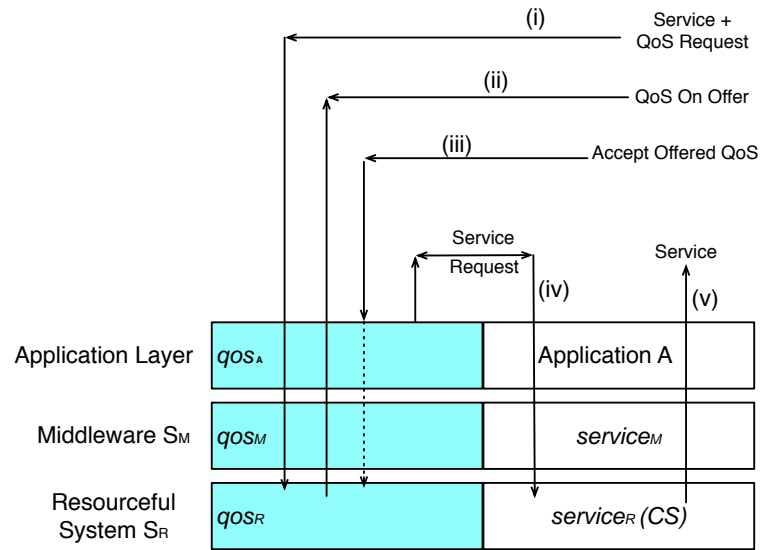 (i)
Service +
QoS Request
(ii)
QoS On Offer
(iii)
Accept Offered QoS
Service
Request
(iv)
Service
(v)
Application Layer
qosA
Application A
Middleware SM
qosM
serviceM
Resourceful
System SR
qosR
serviceR (CS)